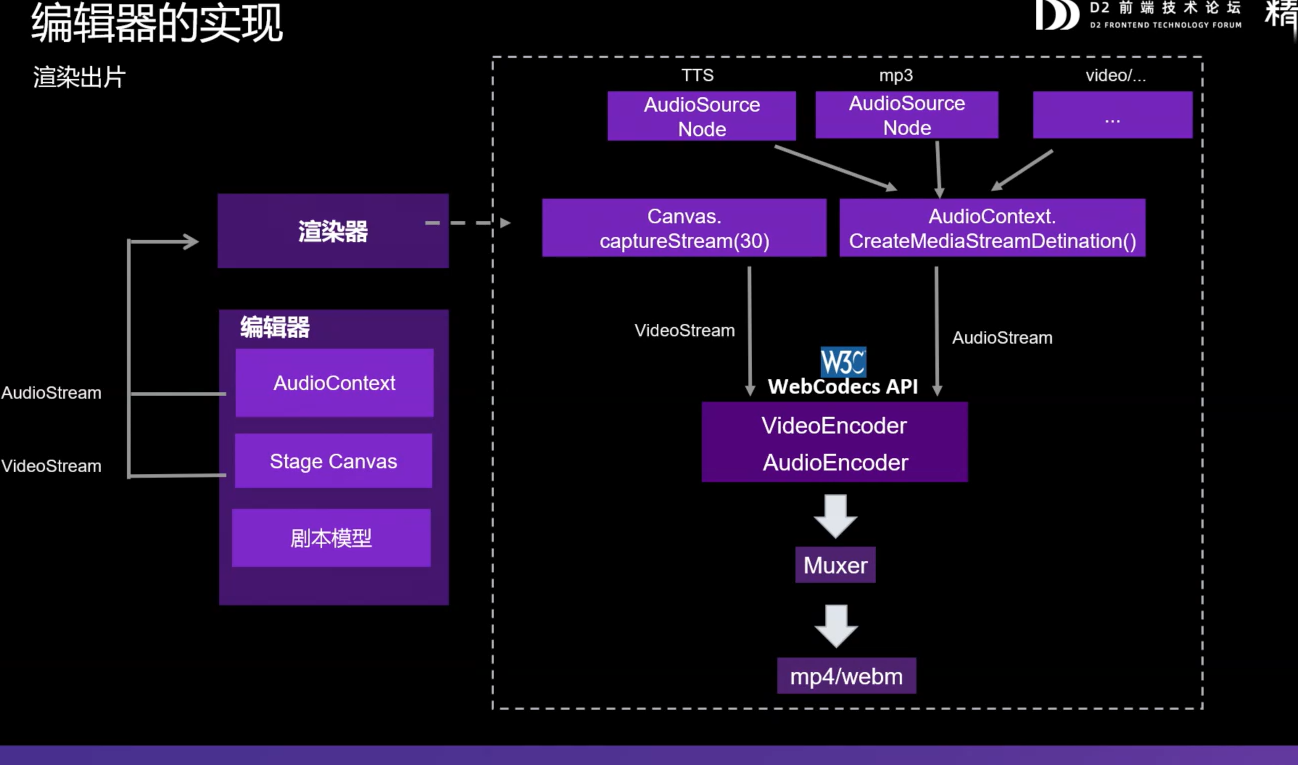 编辑器的实现
D2 前端技术论坛
D2 FRONTEND TECHNOLOGY FORUM
渲染出片
TTS
mp3
video/...
AudioSource
Node
AudioSource
Node
...
渲染器
Canvas.
captureStream(30)
AudioContext.
CreateMediaStreamDetination()
编辑器
AudioContext
Stage Canvas
剧本模型
AudioStream
VideoStream
VideoStream
AudioStream
W3C
WebCodecs API
VideoEncoder
AudioEncoder
Muxer
mp4/webm